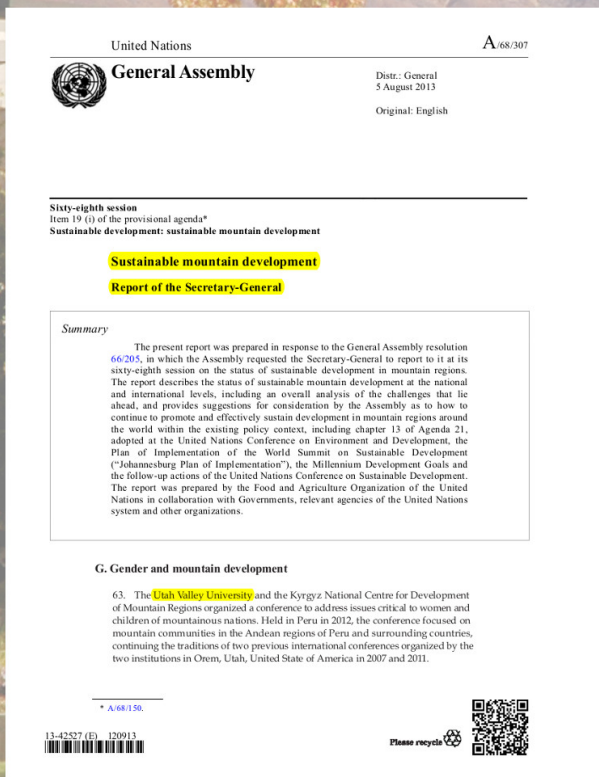 United Nations
A/68/307
General Assembly
Distr.: General
5 August 2013
Original: English
Sixty-eighth session
Item 19 (i) of the provisional agenda*
Sustainable development: sustainable mountain development
Sustainable mountain development
Report of the Secretary-General
Summary
The present report was prepared in response to the General Assembly resolution
66/205, in which the Assembly requested the Secretary-General to report to it at its
sixty-eighth session on the status of sustainable development in mountain regions.
The report describes the status of sustainable mountain development at the national
and international levels, including an overall analysis of the challenges that lie
ahead, and provides suggestions for consideration by the Assembly as to how to
continue to promote and effectively sustain development in mountain regions around
the world within the existing policy context, including chapter 13 of Agenda 21,
adopted at the United Nations Conference on Environment and Development, the
Plan of Implementation of the World Summit on Sustainable Development
(“Johannesburg Plan of Implementation”), the Millennium Development Goals and
the follow-up actions of the United Nations Conference on Sustainable Development.
The report was prepared by the Food and Agriculture Organization of the United
Nations in collaboration with Governments, relevant agencies of the United Nations
system and other organizations.
G. Gender and mountain development
63. The Utah Valley University and the Kyrgyz National Centre for Development
of Mountain Regions organized a conference to address issues critical to women and
children of mountainous nations. Held in Peru in 2012, the conference focused on
mountain communities in the Andean regions of Peru and surrounding countries,
continuing the traditions of two previous international conferences organized by the
two institutions in Orem, Utah, United State of America in 2007 and 2011.
* A/68/150.
13-42527 (E) 120913
Please recycle